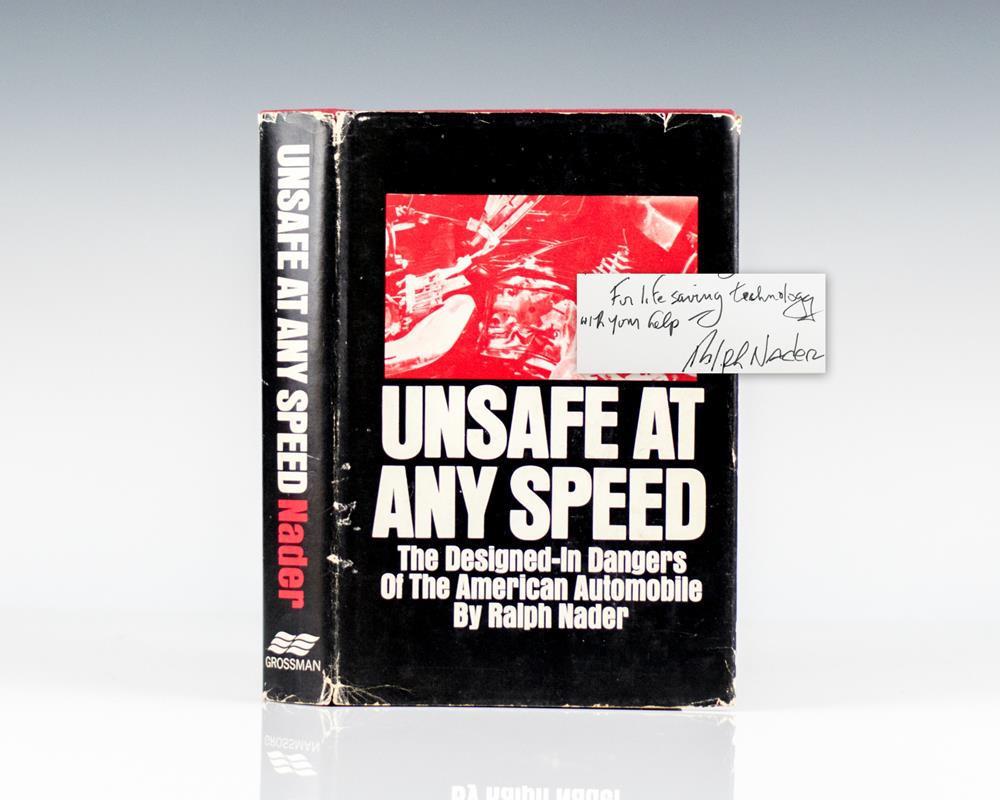 UNSAFE AT ANY SPEED Nader
GROSSMAN
For life saving technology
with your help
Ralph Nader
UNSAFE AT
ANY SPEED
The Designed-In Dangers
Of The American Automobile
By Ralph Nader